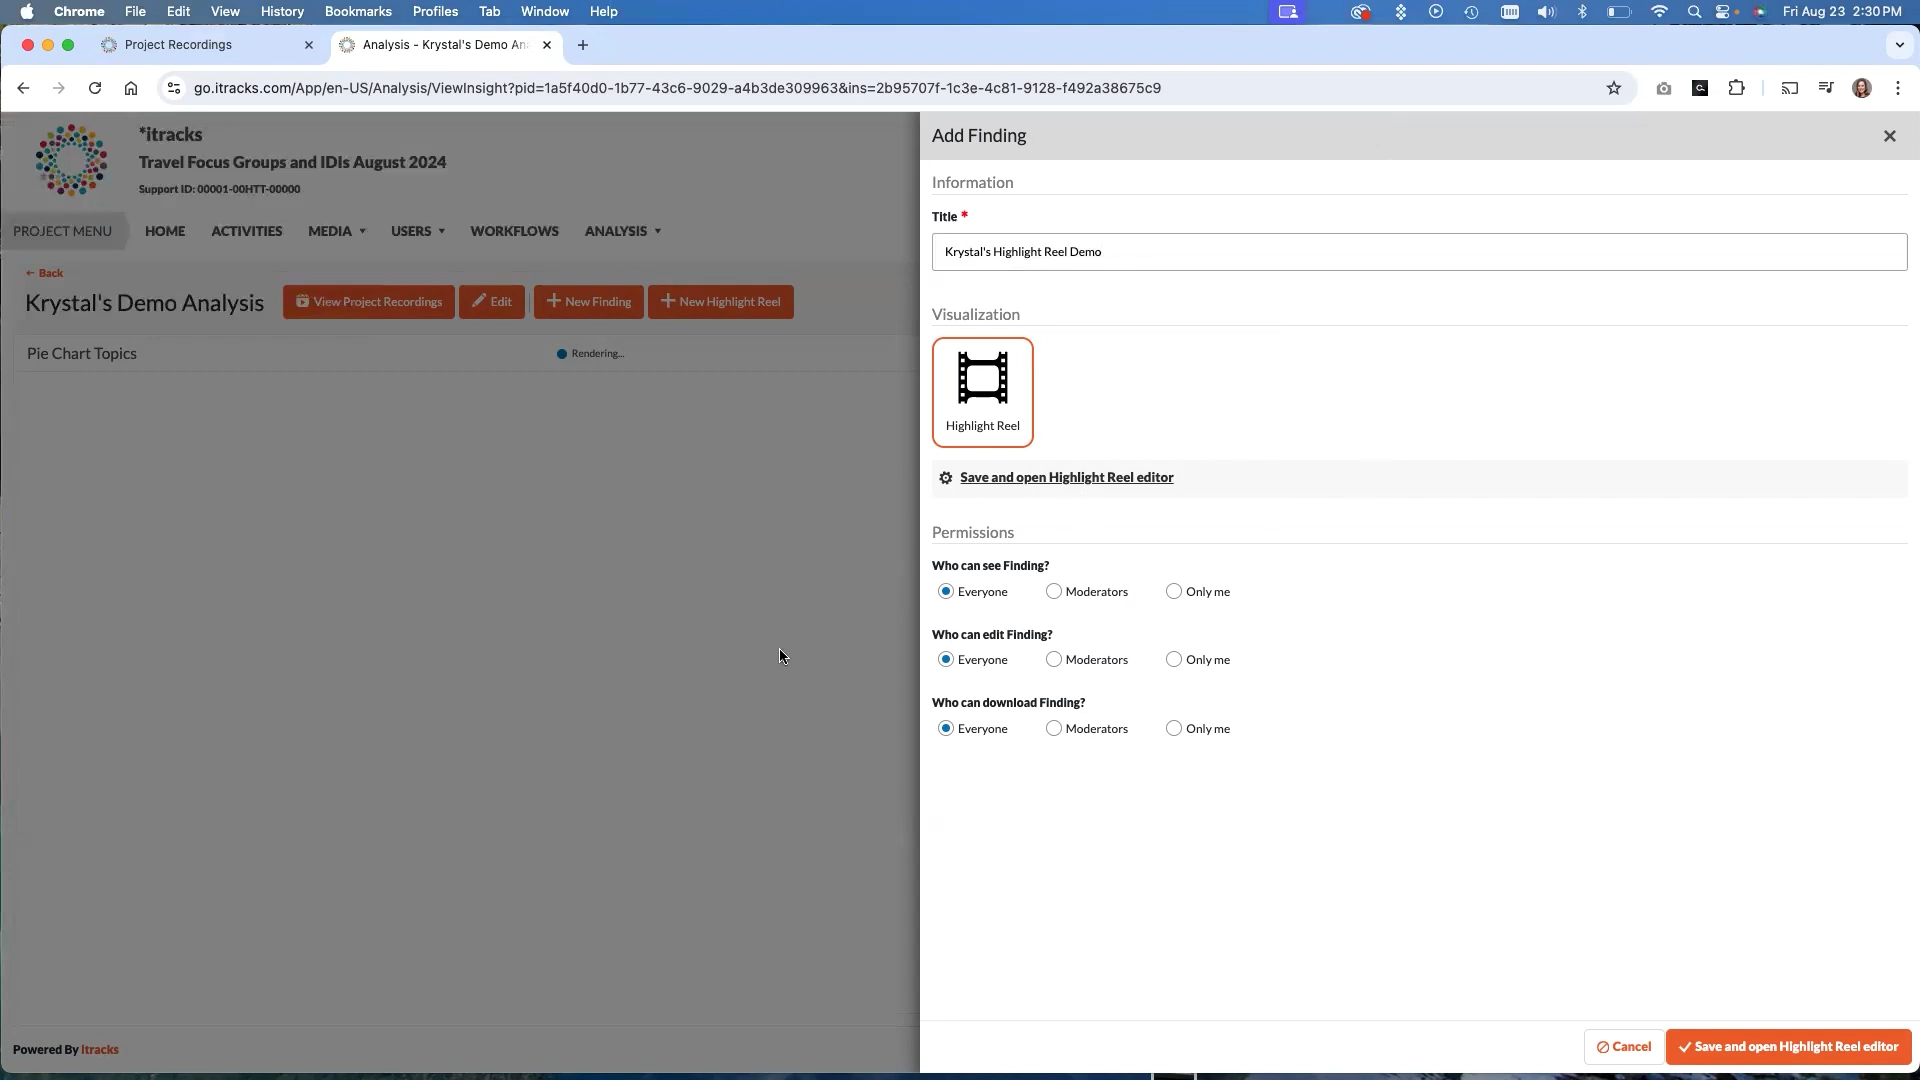 Chrome File Edit View History Bookmarks Profiles Tab Window Help Fri Aug 23 2:30 PM
Project Recordings
Analysis - Krystal's Demo An
go.itracks.com/App/en-US/Analysis/ViewInsight?pid=1a5f40d0-1b77-43c6-9029-a4b3de309963&ins=2b95707f-1c3e-4c81-9128-f492a38675c9
*itracks
Travel Focus Groups and IDIs August 2024
Support ID: 00001-00HTT-00000
PROJECT MENU HOME ACTIVITIES MEDIA USERS WORKFLOWS ANALYSIS
← Back
Krystal's Demo Analysis View Project Recordings Edit New Finding New Highlight Reel
Pie Chart Topics Rendering...
Powered By itracks
Add Finding
Information
Title *
Krystal's Highlight Reel Demo
Visualization
Highlight Reel
Save and open Highlight Reel editor
Permissions
Who can see Finding?
Everyone Moderators Only me
Who can edit Finding?
Everyone Moderators Only me
Who can download Finding?
Everyone Moderators Only me
Cancel Save and open Highlight Reel editor